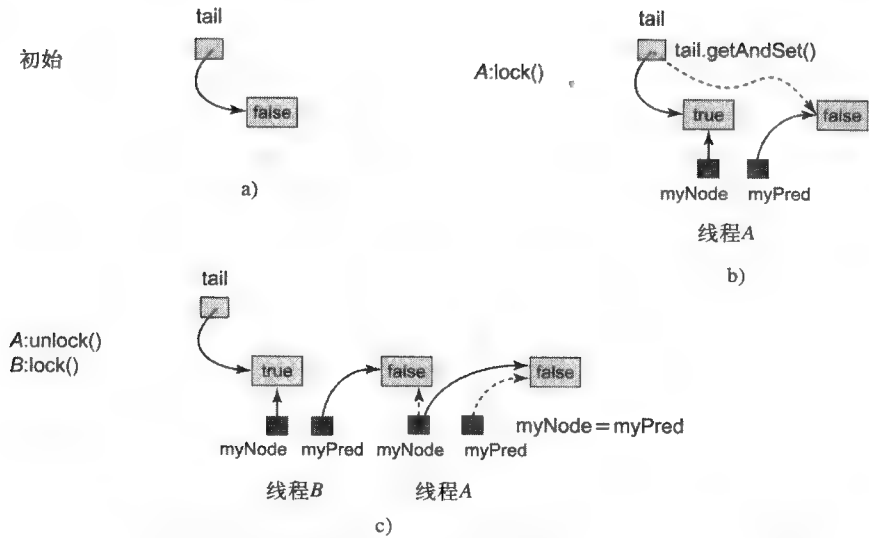 初始
tail
false
a)
A:lock()
tail
tail.getAndSet()
true
false
myNode
myPred
线程A
b)
A:unlock()
B:lock()
tail
true
false
false
myNode
myPred
myNode
myPred
myNode=myPred
线程B
线程A
c)